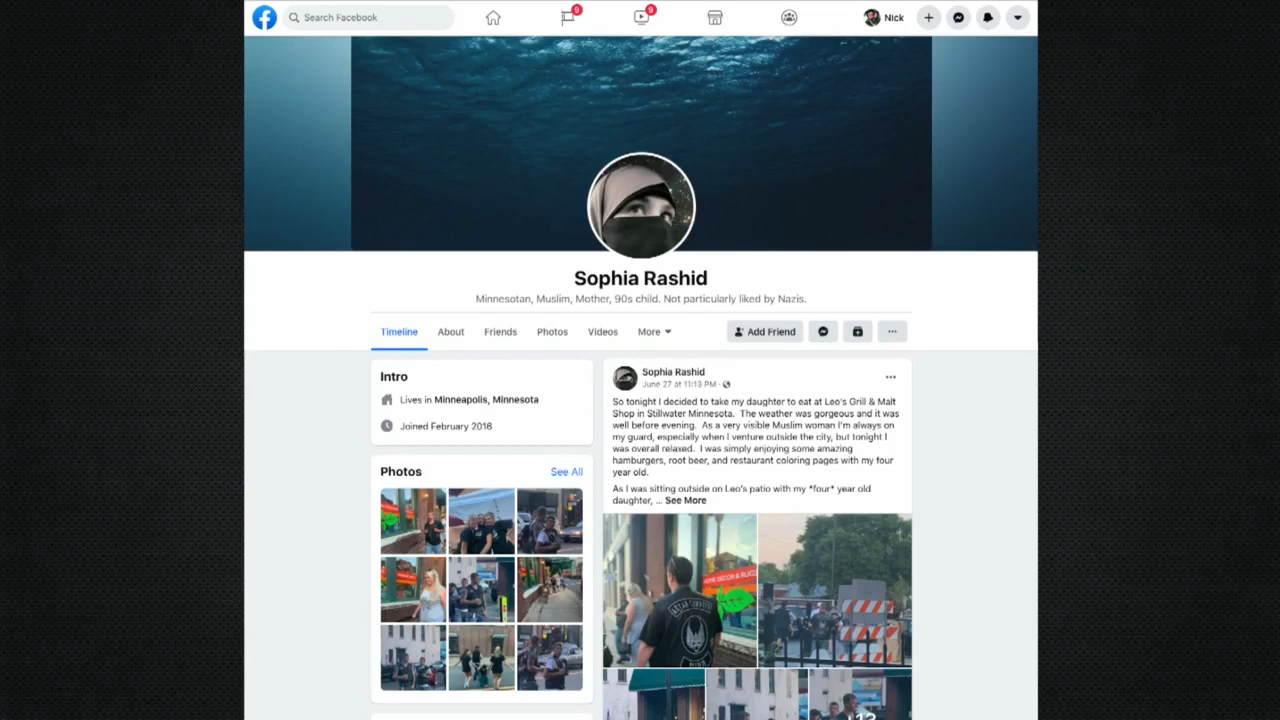 Search Facebook
9
9
Nick
Sophia Rashid
Minnesotan, Muslim, Mother, 90s child. Not particularly liked by Nazis.
Timeline
About
Friends
Photos
Videos
More
Add Friend
Intro
Lives in Minneapolis, Minnesota
Joined February 2016
Photos
See All
Sophia Rashid
June 27 at 11:13 PM
So tonight I decided to take my daughter to eat at Leo's Grill & Malt
Shop in Stillwater Minnesota. The weather was gorgeous and it was
well before evening. As a very visible Muslim woman I'm always on
my guard, especially when I venture outside the city, but tonight I
was overall relaxed. I was simply enjoying some amazing
hamburgers, root beer, and restaurant coloring pages with my four
year old.
As I was sitting outside on Leo's patio with my *four* year old
daughter, ... See More
HOME DECOR & RUGS
+13